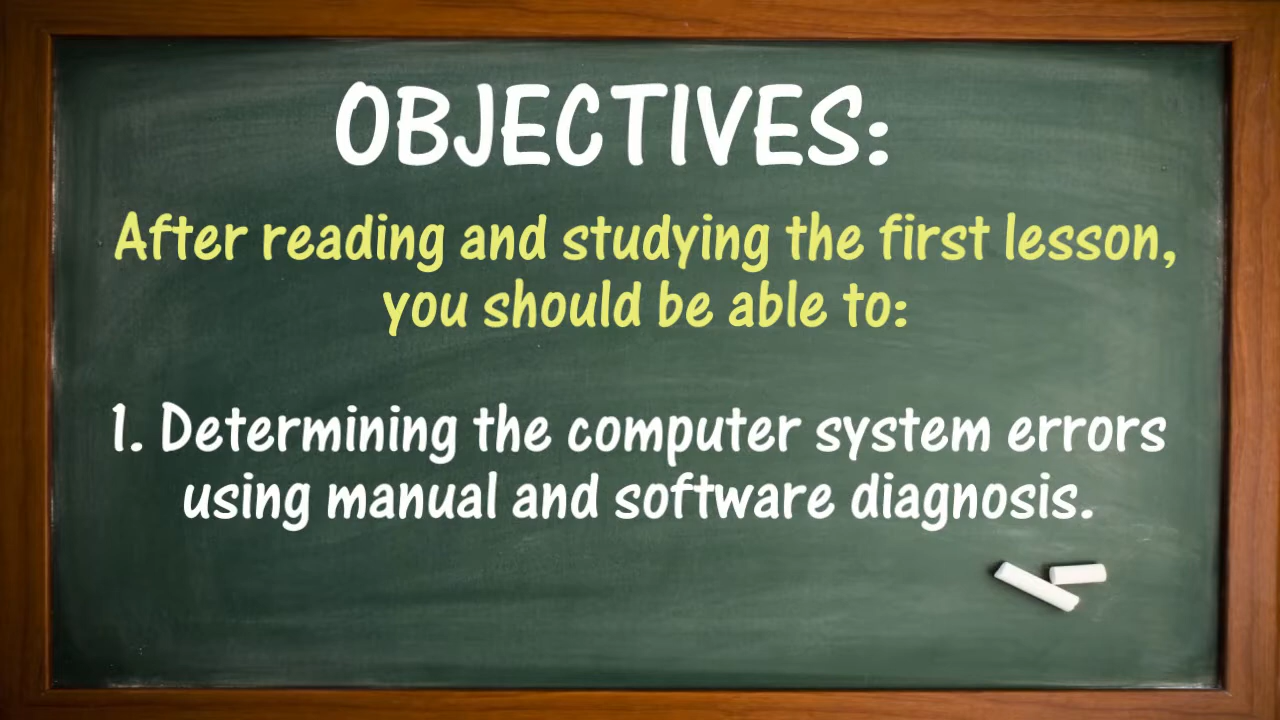 OBJECTIVES:
After reading and studying the first lesson,
you should be able to:
1. Determining the computer system errors
using manual and software diagnosis.